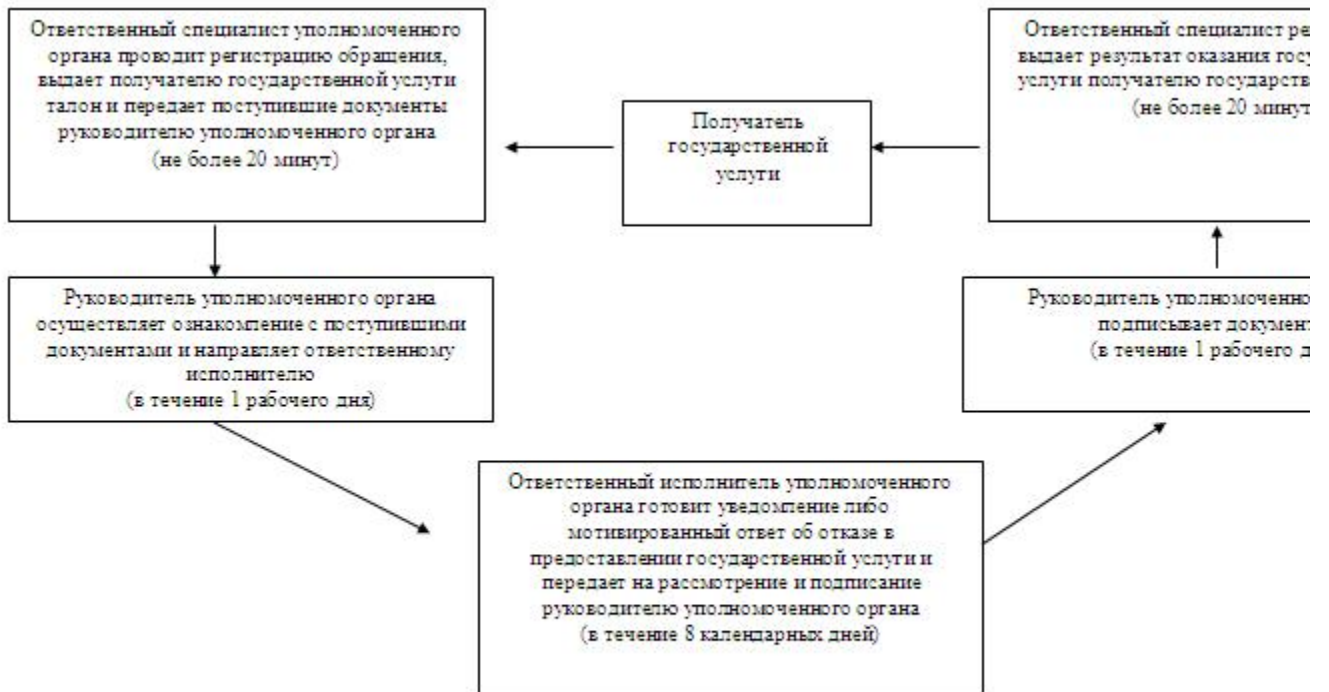 Ответственный специалист уполномоченного
органа проводит регистрацию обращения,
выдает получателю государственной услуги
талон и передает поступившие документы
руководителю уполномоченного органа
(не более 20 минут)
Получатель
государственной
услуги
Ответственный специалист
выдает результат оказания
услуги получателю
(не более 20 минут
Руководитель уполномоченного органа
осуществляет ознакомление с поступившими
документами и направляет ответственному
исполнителю
(в течение 1 рабочего дня)
Руководитель
подписывает
(в течение 1 рабочего
Ответственный исполнитель уполномоченного
органа готовит уведомление либо
мотивированный ответ об отказе в
предоставлении государственной услуги и
передает на рассмотрение и подписание
руководителю уполномоченного органа
(в течение 8 календарных дней)